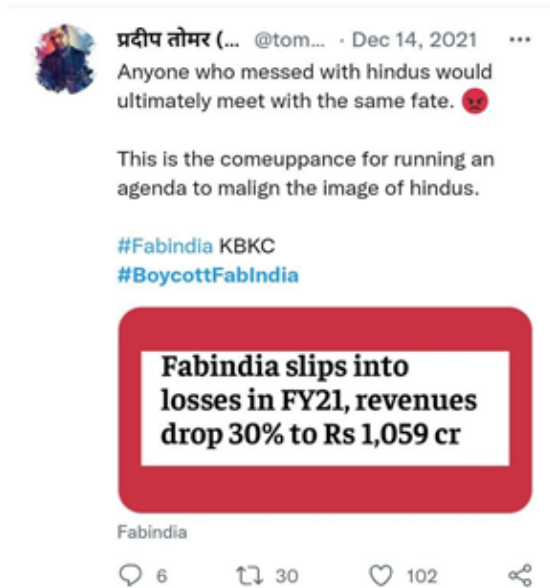 प्रदीप तोमर (... @tom... · Dec 14, 2021 ...
Anyone who messed with hindus would
ultimately meet with the same fate. 😡
This is the comeuppance for running an
agenda to malign the image of hindus.
#Fabindia KBKC
#BoycottFabIndia
Fabindia slips into
losses in FY21, revenues
drop 30% to Rs 1,059 cr
Fabindia
6 30 102